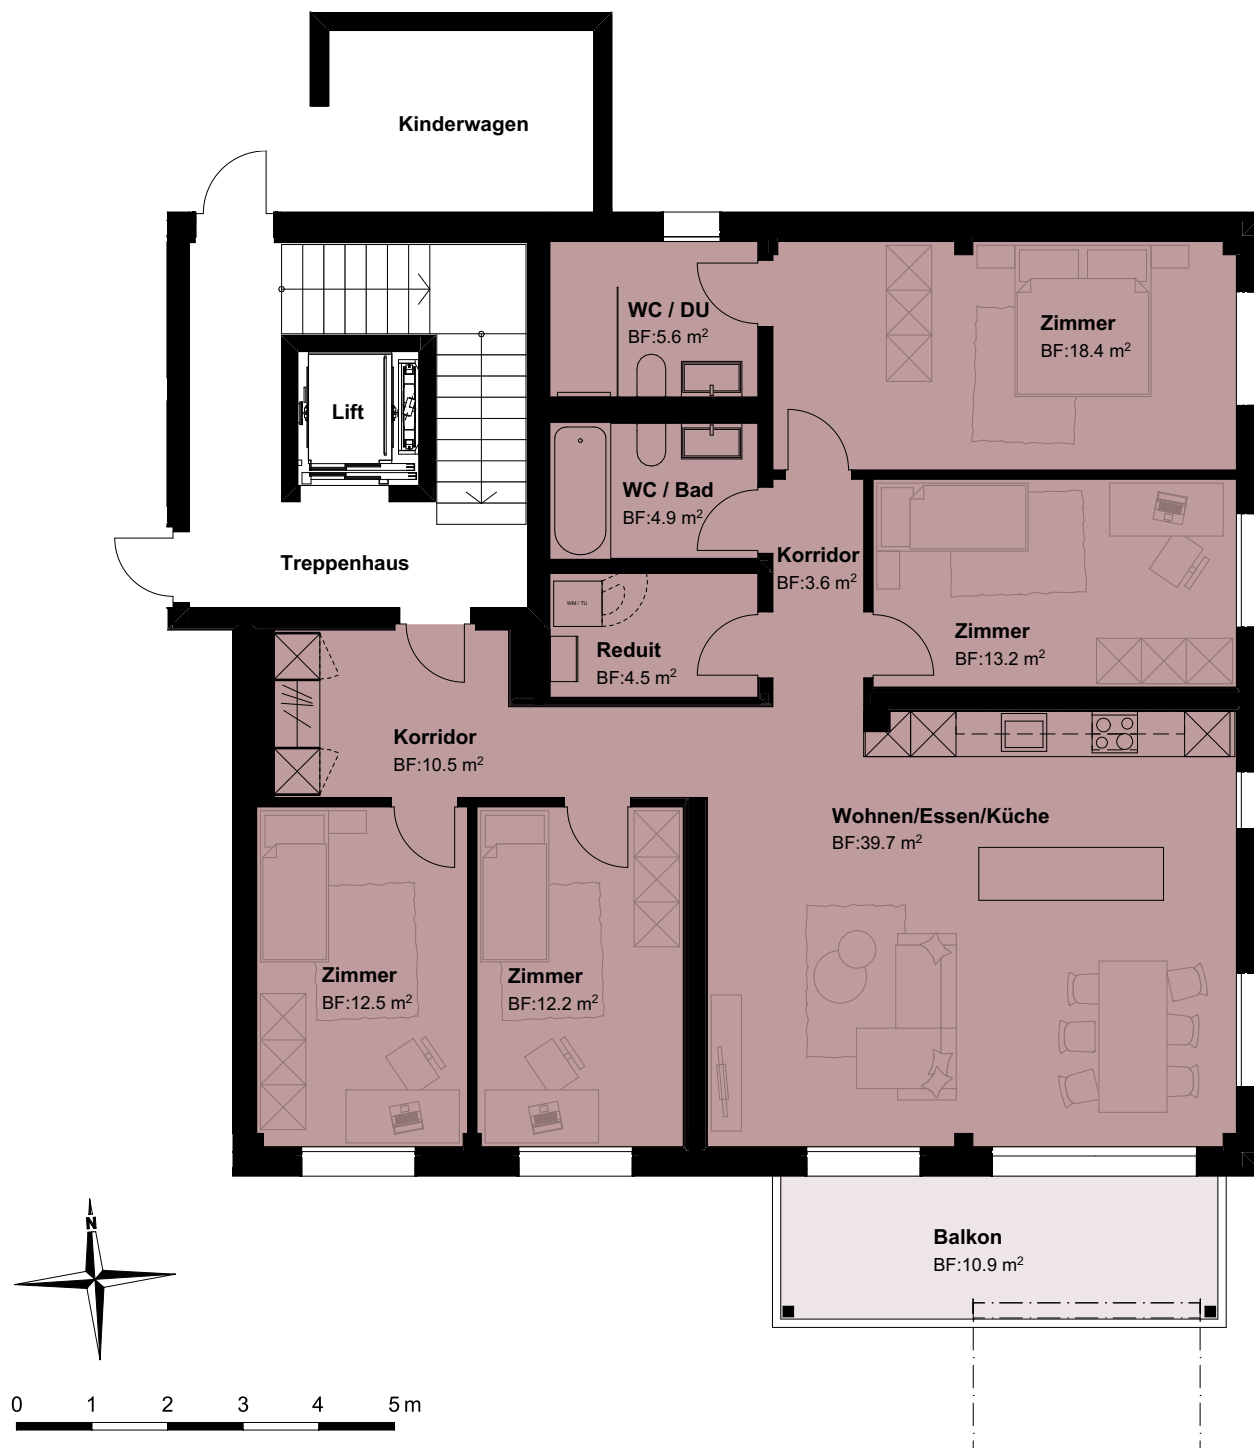 Kinderwagen
WC / DU
BF:5.6 m²
Zimmer
BF:18.4 m²
Lift
WC / Bad
BF:4.9 m²
Korridor
BF:3.6 m²
Treppenhaus
WM / TU
Reduit
BF:4.5 m²
Zimmer
BF:13.2 m²
Korridor
BF:10.5 m²
Wohnen/Essen/Küche
BF:39.7 m²
Zimmer
BF:12.5 m²
Zimmer
BF:12.2 m²
Balkon
BF:10.9 m²
N
0 1 2 3 4 5 m